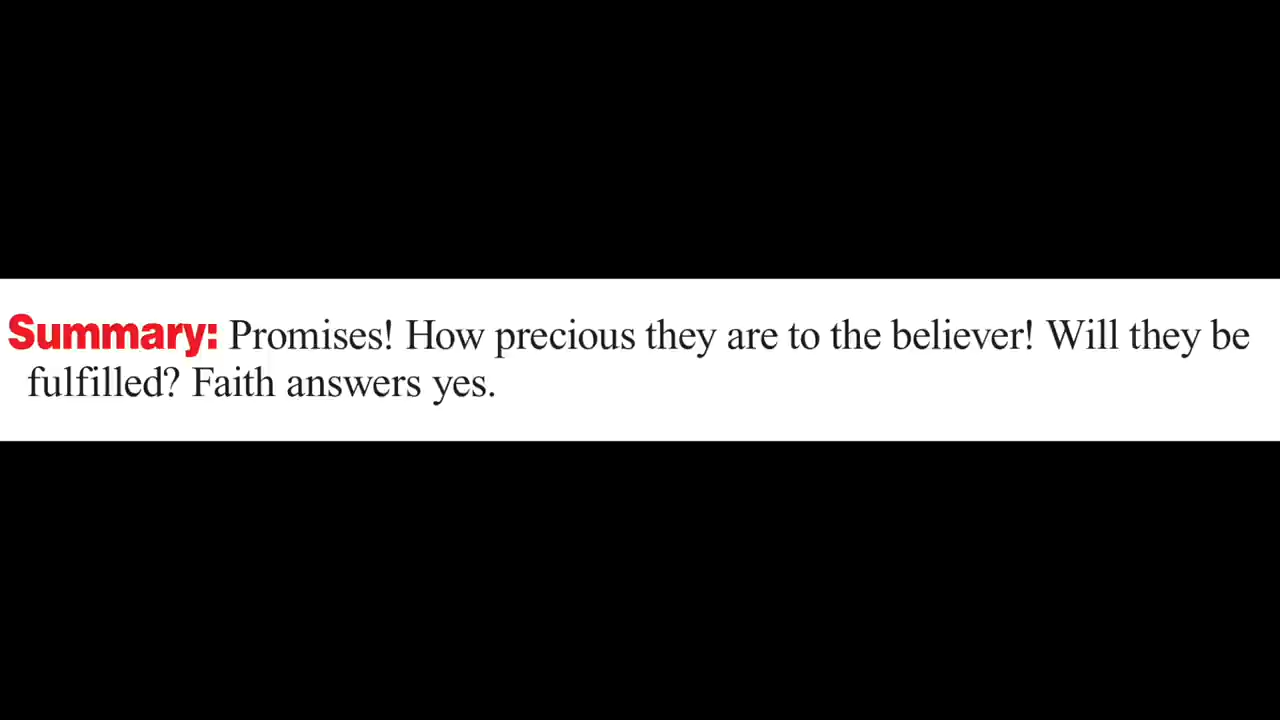 Summary: Promises! How precious they are to the believer! Will they be
fulfilled? Faith answers yes.